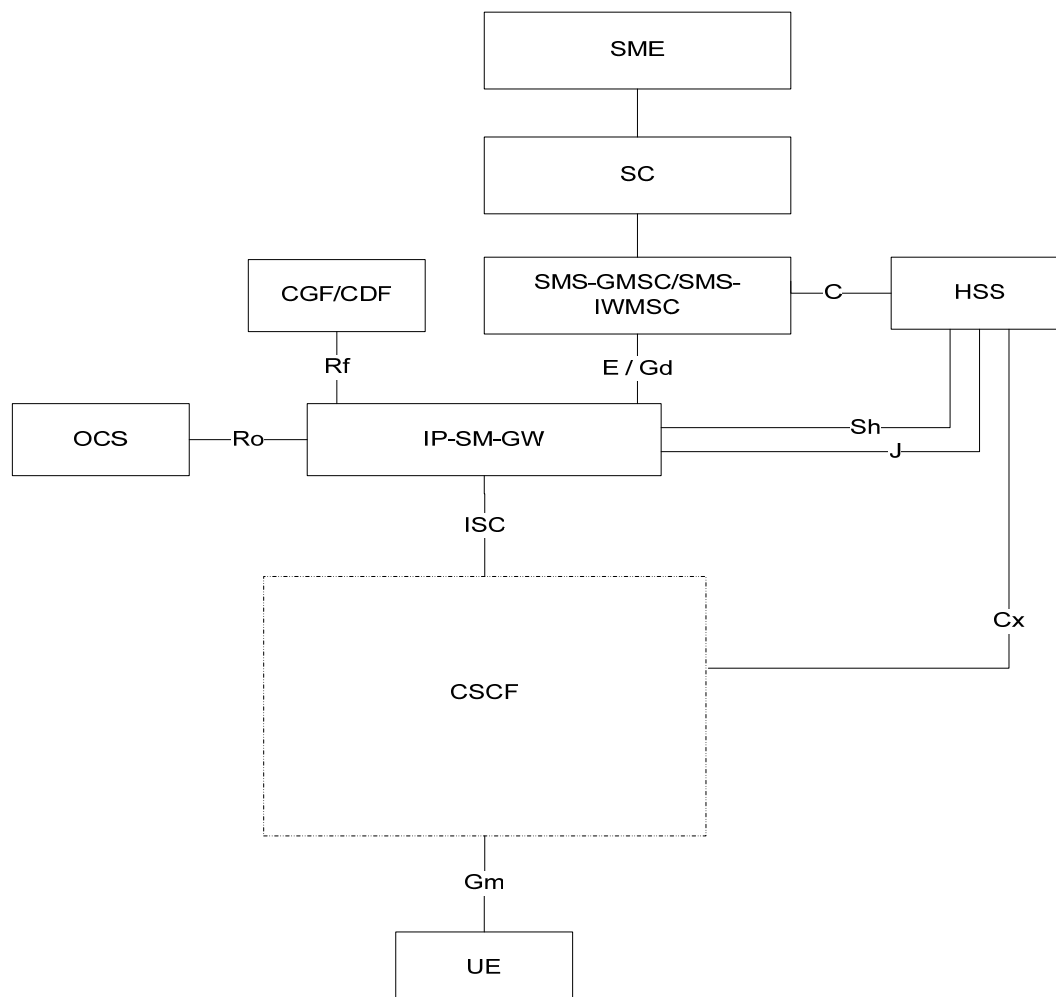 SME
SC
SMS-GMSC/SMS-
IWMSC
C
HSS
CGF/CDF
Rf
E / Gd
OCS
Ro
IP-SM-GW
Sh
J
ISC
Cx
CSCF
Gm
UE